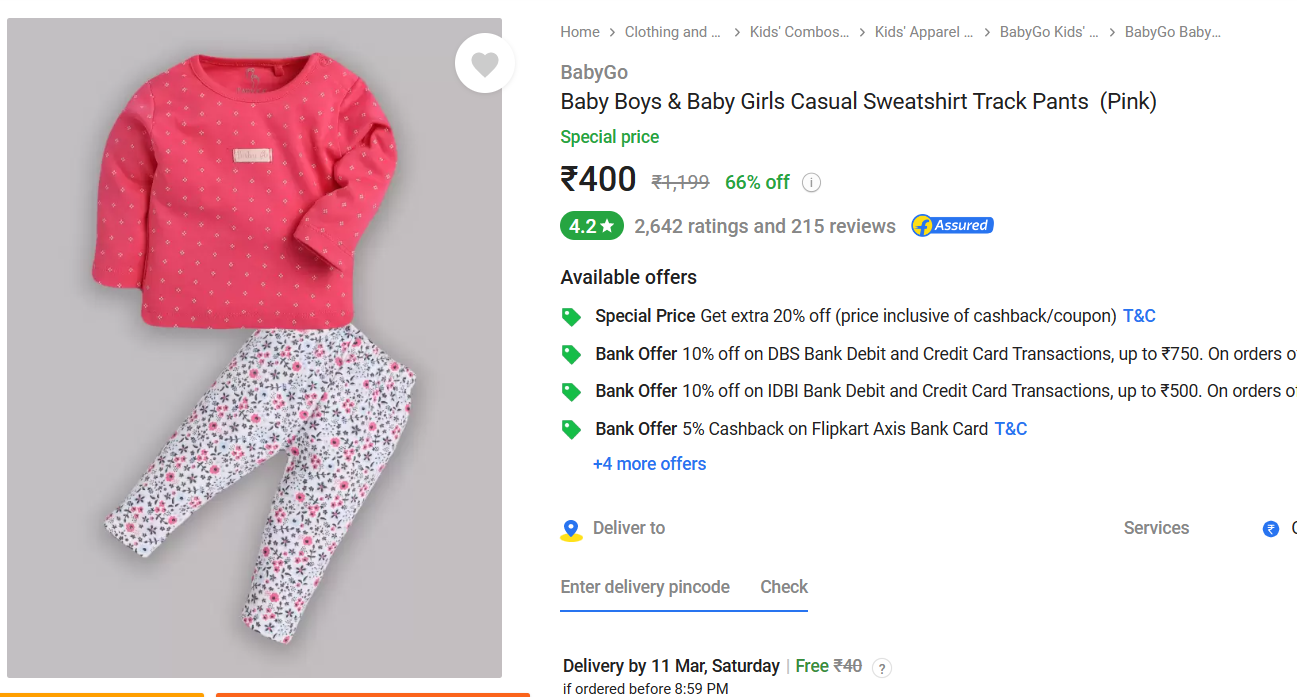 Home > Clothing and ... > Kids' Combos... > Kids' Apparel ... > BabyGo Kids' ... > BabyGo Baby...
BabyGo
Baby Boys & Baby Girls Casual Sweatshirt Track Pants (Pink)
Special price
₹400 ₹1,199 66% off i
4.2★ 2,642 ratings and 215 reviews f Assured
Available offers
Special Price Get extra 20% off (price inclusive of cashback/coupon) T&C
Bank Offer 10% off on DBS Bank Debit and Credit Card Transactions, up to ₹750. On orders o
Bank Offer 10% off on IDBI Bank Debit and Credit Card Transactions, up to ₹500. On orders o
Bank Offer 5% Cashback on Flipkart Axis Bank Card T&C
+4 more offers
Deliver to
Services ₹
Enter delivery pincode Check
Delivery by 11 Mar, Saturday | Free ₹40 ?
if ordered before 8:59 PM